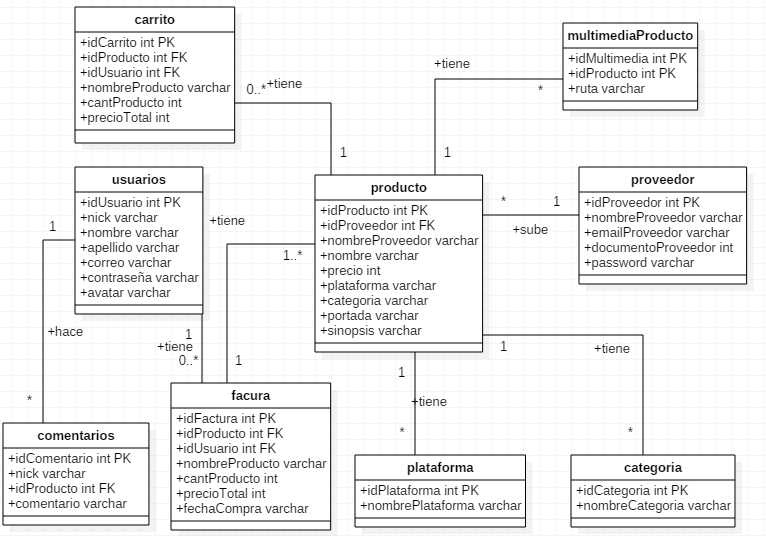 carrito
+idCarrito int PK
+idProducto int FK
+idUsuario int FK
+nombreProducto varchar
+cantProducto int
+precioTotal int
0..*
+tiene
1
multimediaProducto
+idMultimedia int PK
+idProducto int PK
+ruta varchar
+tiene
*
1
usuarios
+idUsuario int PK
+nick varchar
+nombre varchar
+apellido varchar
+correo varchar
+contraseña varchar
+avatar varchar
producto
+idProducto int PK
+idProveedor int FK
+nombreProveedor varchar
+nombre varchar
+precio int
+plataforma varchar
+categoria varchar
+portada varchar
+sinopsis varchar
proveedor
+idProveedor int PK
+nombreProveedor varchar
+emailProveedor varchar
+documentoProveedor int
+password varchar
*
1
+sube
1
+hace
*
+tiene
1..*
1
1
+tiene
0..*
1
+tiene
*
1
+tiene
*
comentarios
+idComentario int PK
+nick varchar
+idProducto int FK
+comentario varchar
facura
+idFactura int PK
+idProducto int FK
+idUsuario int FK
+nombreProducto varchar
+cantProducto int
+precioTotal int
+fechaCompra varchar
plataforma
+idPlataforma int PK
+nombrePlataforma varchar
categoria
+idCategoria int PK
+nombreCategoria varchar